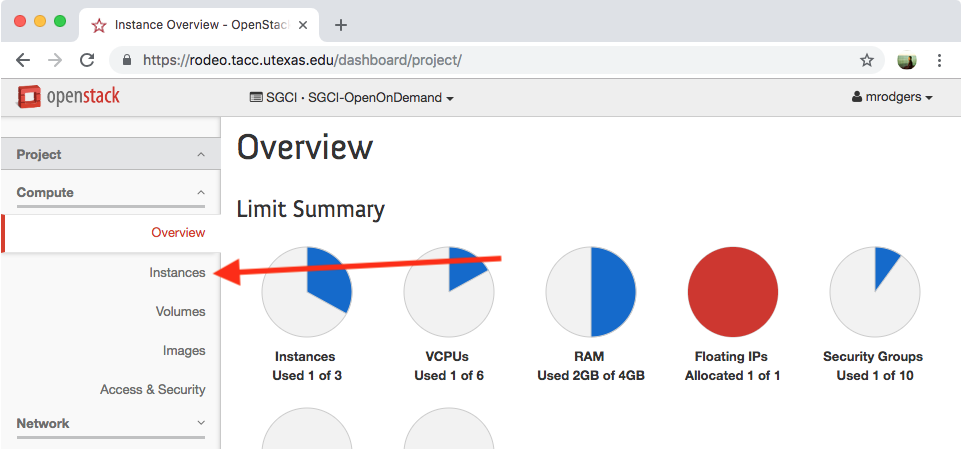 Instance Overview - OpenStac
https://rodeo.tacc.utexas.edu/dashboard/project/
openstack
SGCI • SGCI-OpenOnDemand
mrodgers
Project
Compute
Overview
Instances
Volumes
Images
Access & Security
Network
Overview
Limit Summary
Instances
Used 1 of 3
VCPUs
Used 1 of 6
RAM
Used 2GB of 4GB
Floating IPs
Allocated 1 of 1
Security Groups
Used 1 of 10